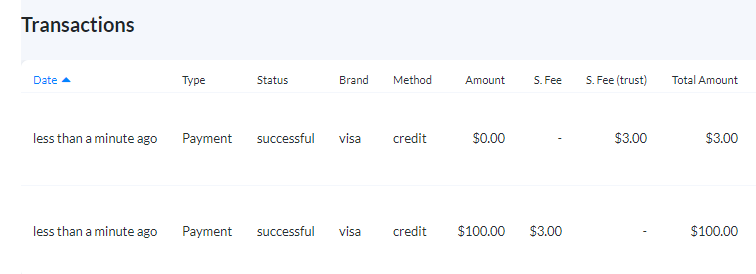 Transactions
Date Type Status Brand Method Amount S. Fee S. Fee (trust) Total Amount
less than a minute ago Payment successful visa credit $0.00 - $3.00 $3.00
less than a minute ago Payment successful visa credit $100.00 $3.00 - $100.00